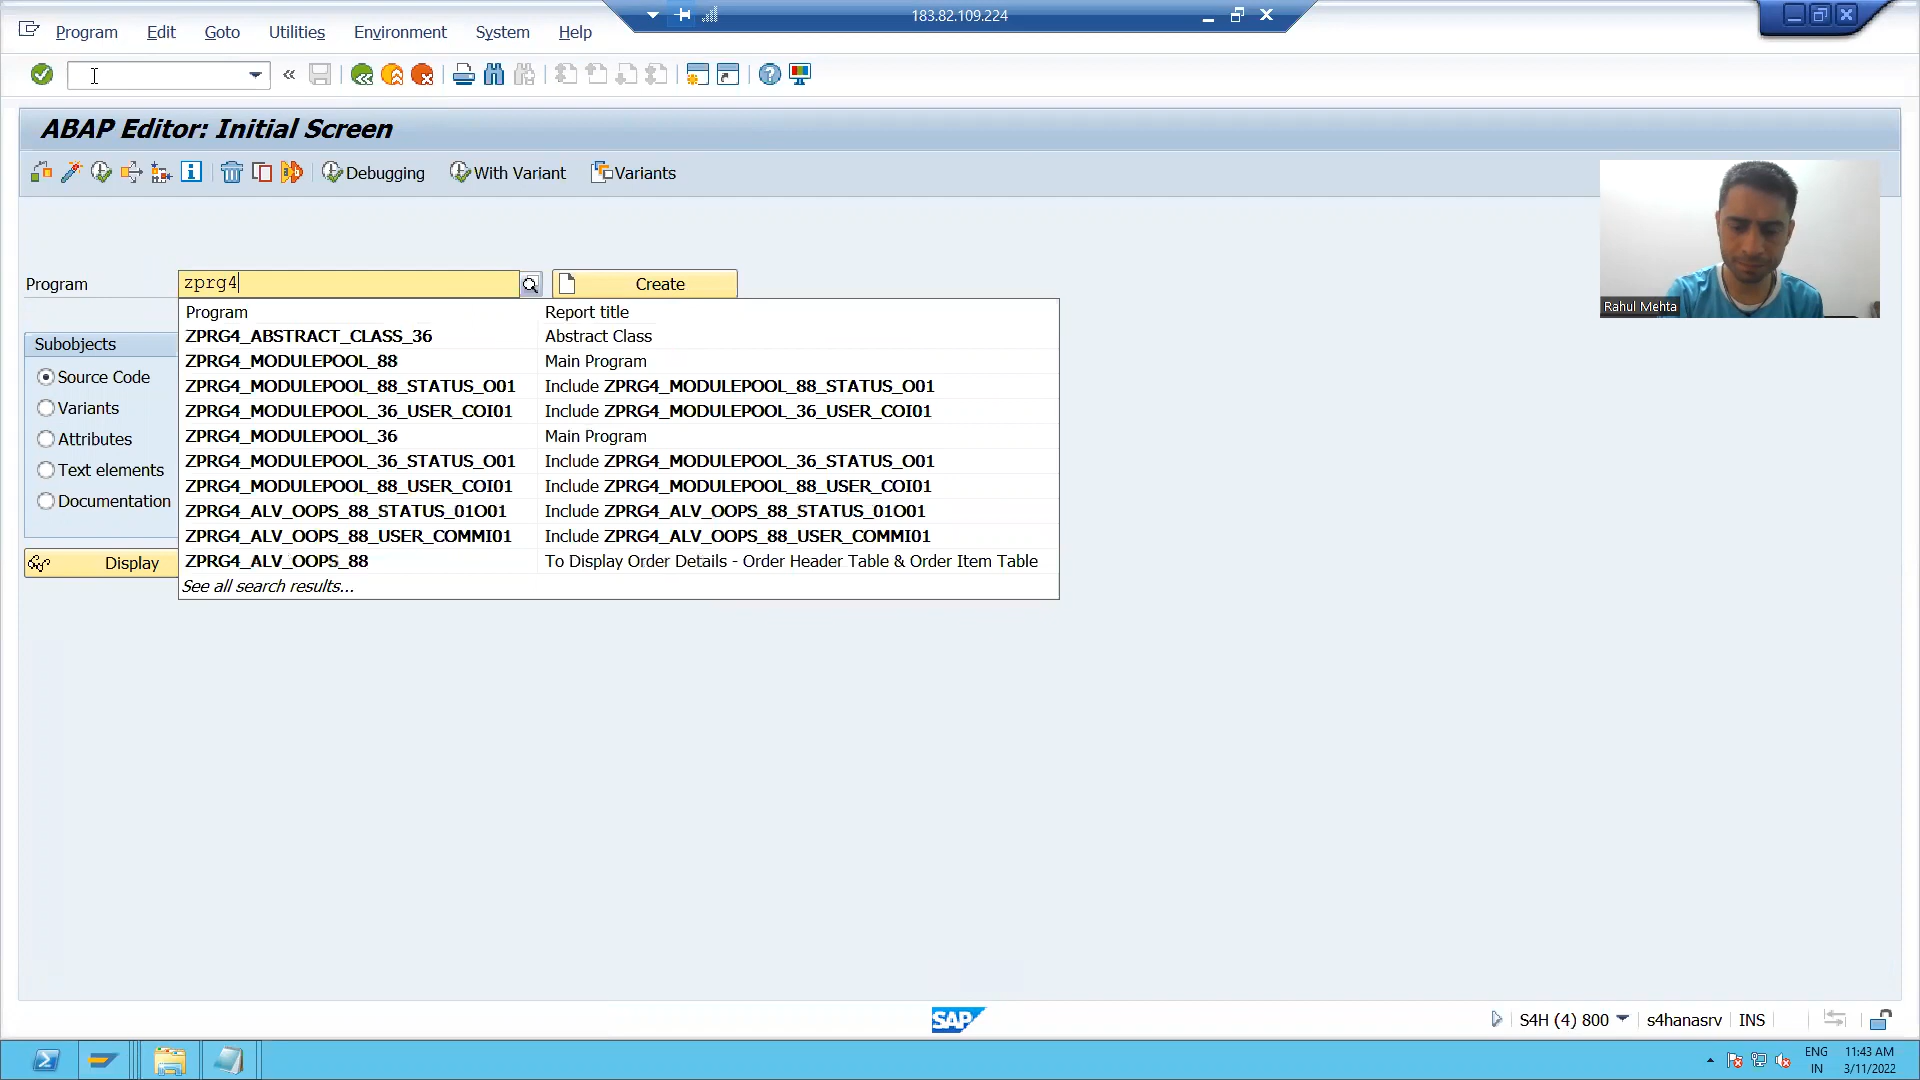 183.82.109.224
Program Edit Goto Utilities Environment System Help
ABAP Editor: Initial Screen
Debugging With Variant Variants
Rahul Mehta
Program zprg4 Create
Program Report title
ZPRG4_ABSTRACT_CLASS_36 Abstract Class
ZPRG4_MODULEPOOL_88 Main Program
ZPRG4_MODULEPOOL_88_STATUS_O01 Include ZPRG4_MODULEPOOL_88_STATUS_O01
ZPRG4_MODULEPOOL_36_USER_COI01 Include ZPRG4_MODULEPOOL_36_USER_COI01
ZPRG4_MODULEPOOL_36 Main Program
ZPRG4_MODULEPOOL_36_STATUS_O01 Include ZPRG4_MODULEPOOL_36_STATUS_O01
ZPRG4_MODULEPOOL_88_USER_COI01 Include ZPRG4_MODULEPOOL_88_USER_COI01
ZPRG4_ALV_OOPS_88_STATUS_01O01 Include ZPRG4_ALV_OOPS_88_STATUS_01O01
ZPRG4_ALV_OOPS_88_USER_COMMI01 Include ZPRG4_ALV_OOPS_88_USER_COMMI01
ZPRG4_ALV_OOPS_88 To Display Order Details - Order Header Table & Order Item Table
See all search results...
Subobjects
Source Code
Variants
Attributes
Text elements
Documentation
Display
SAP
S4H (4) 800 s4hanasrv INS
ENG 11:43 AM
IN 3/11/2022